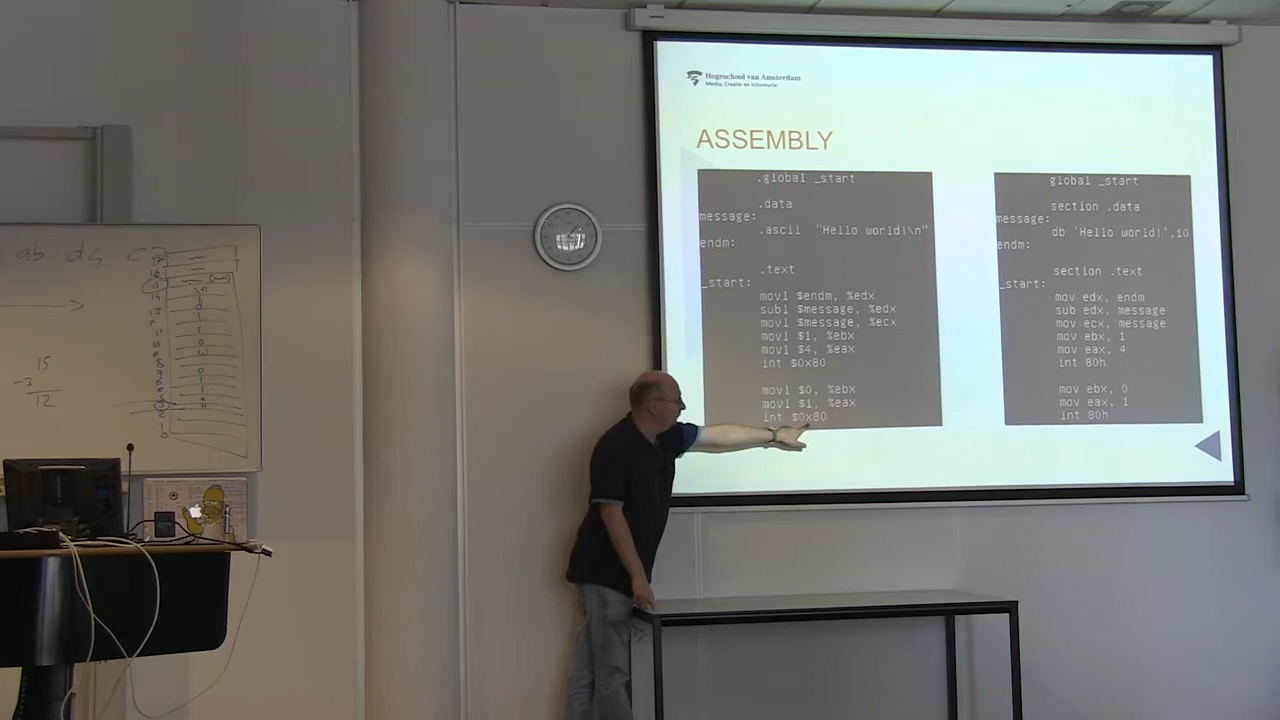 Hogeschool van Amsterdam
Media, Creatie en Informatie
ASSEMBLY
.global _start
.data
message:
.ascii "Hello world!\n"
endm:
.text
_start:
movl $endm, %edx
subl $message, %edx
movl $message, %ecx
movl $1, %ebx
movl $4, %eax
int $0x80
movl $0, %ebx
movl $1, %eax
int $0x80
global _start
section .data
message:
db 'Hello world!',10
endm:
section .text
_start:
mov edx, endm
sub edx, message
mov ecx, message
mov ebx, 1
mov eax, 4
int 80h
mov ebx, 0
mov eax, 1
int 80h
ab
15
-3
12